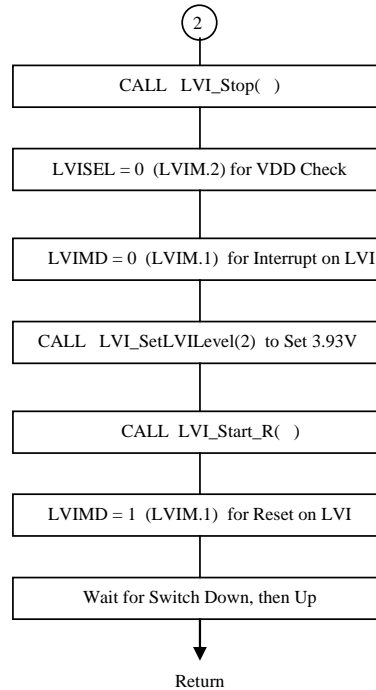 2
CALL LVI_Stop( )
LVISEL = 0 (LVIM.2) for VDD Check
LVIMD = 0 (LVIM.1) for Interrupt on LVI
CALL LVI_SetLVILevel(2) to Set 3.93V
CALL LVI_Start_R( )
LVIMD = 1 (LVIM.1) for Reset on LVI
Wait for Switch Down, then Up
Return